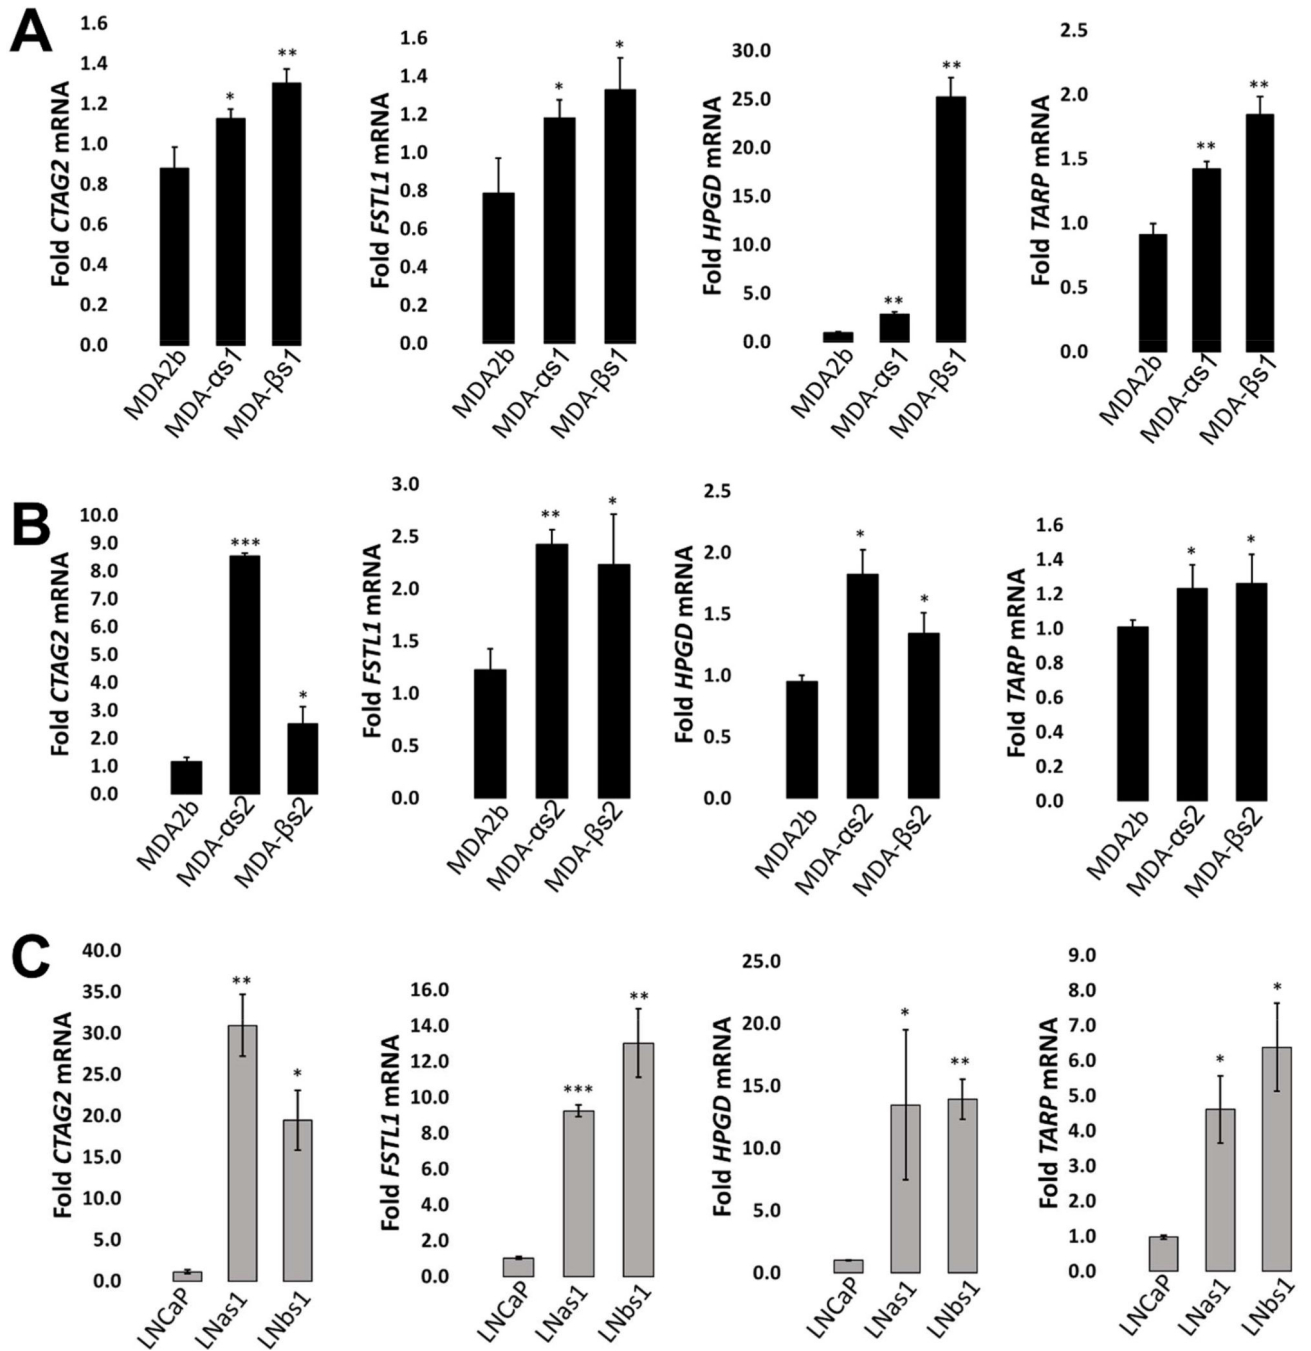 A
Fold CTAG2 mRNA
1.6
1.4
1.2
1.0
0.8
0.6
0.4
0.2
0.0
*
**
MDA2b
MDA-αs1
MDA-βs1
Fold FSTL1 mRNA
1.6
1.4
1.2
1.0
0.8
0.6
0.4
0.2
0.0
*
*
MDA2b
MDA-αs1
MDA-βs1
Fold HPGD mRNA
30.0
25.0
20.0
15.0
10.0
5.0
0.0
**
**
MDA2b
MDA-αs1
MDA-βs1
Fold TARP mRNA
2.5
2.0
1.5
1.0
0.5
0.0
**
**
MDA2b
MDA-αs1
MDA-βs1
B
Fold CTAG2 mRNA
10.0
9.0
8.0
7.0
6.0
5.0
4.0
3.0
2.0
1.0
0.0
***
*
MDA2b
MDA-αs2
MDA-βs2
Fold FSTL1 mRNA
3.0
2.5
2.0
1.5
1.0
0.5
0.0
**
*
MDA2b
MDA-αs2
MDA-βs2
Fold HPGD mRNA
2.5
2.0
1.5
1.0
0.5
0.0
*
*
MDA2b
MDA-αs2
MDA-βs2
Fold TARP mRNA
1.6
1.4
1.2
1.0
0.8
0.6
0.4
0.2
0.0
*
*
MDA2b
MDA-αs2
MDA-βs2
C
Fold CTAG2 mRNA
40.0
35.0
30.0
25.0
20.0
15.0
10.0
5.0
0.0
**
*
LNCaP
LNas1
LNbs1
Fold FSTL1 mRNA
16.0
14.0
12.0
10.0
8.0
6.0
4.0
2.0
0.0
***
**
LNCaP
LNas1
LNbs1
Fold HPGD mRNA
25.0
20.0
15.0
10.0
5.0
0.0
*
**
LNCaP
LNas1
LNbs1
Fold TARP mRNA
9.0
8.0
7.0
6.0
5.0
4.0
3.0
2.0
1.0
0.0
*
*
LNCaP
LNas1
LNbs1